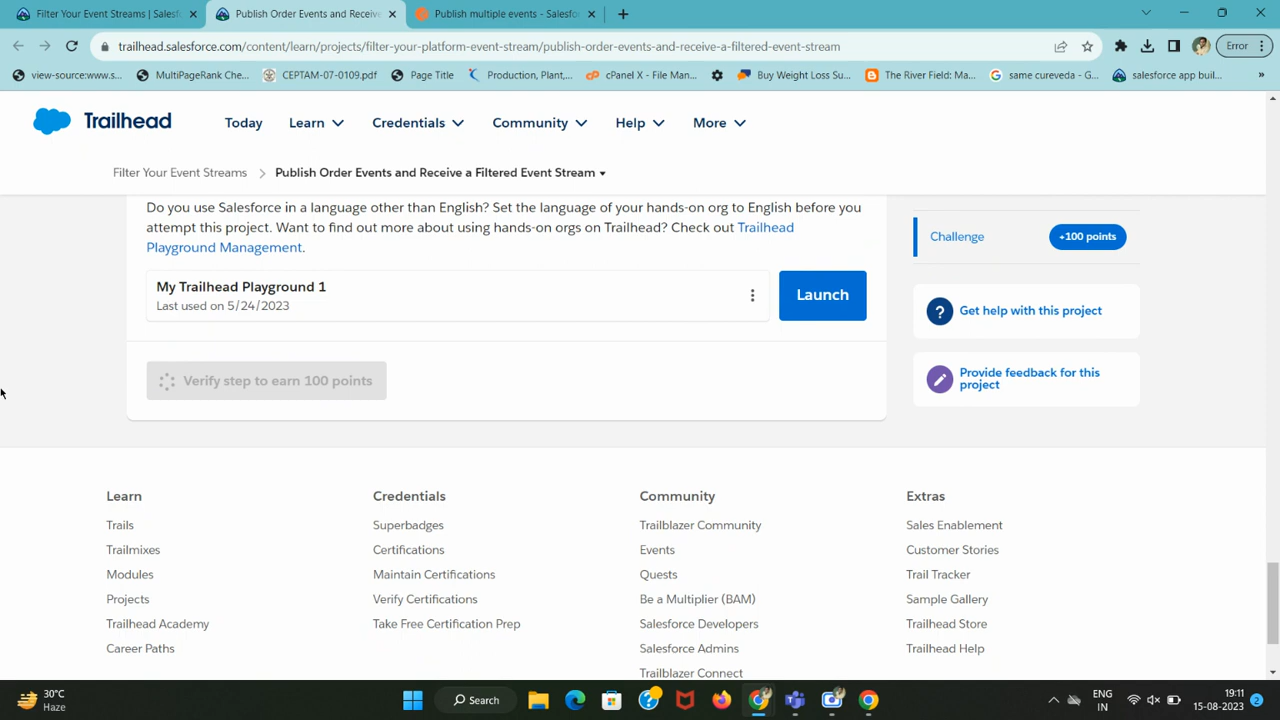 Filter Your Event Streams | Salesf
Publish Order Events and Receive
Publish multiple events - Salesfo
trailhead.salesforce.com/content/learn/projects/filter-your-platform-event-stream/publish-order-events-and-receive-a-filtered-event-stream
Error
view-source:www.s...
MultiPageRank Che...
CEPTAM-07-0109.pdf
Page Title
Production, Plant,...
cPanel X - File Man...
Buy Weight Loss Su...
The River Field: Ma...
same cureveda - G...
salesforce app buil...
»
Trailhead
Today
Learn
Credentials
Community
Help
More
Filter Your Event Streams
Publish Order Events and Receive a Filtered Event Stream
Do you use Salesforce in a language other than English? Set the language of your hands-on org to English before you
attempt this project. Want to find out more about using hands-on orgs on Trailhead? Check out Trailhead
Playground Management.
My Trailhead Playground 1
Last used on 5/24/2023
Launch
Verify step to earn 100 points
Challenge
+100 points
Get help with this project
Provide feedback for this
project
Learn
Trails
Trailmixes
Modules
Projects
Trailhead Academy
Career Paths
Credentials
Superbadges
Certifications
Maintain Certifications
Verify Certifications
Take Free Certification Prep
Community
Trailblazer Community
Events
Quests
Be a Multiplier (BAM)
Salesforce Developers
Salesforce Admins
Trailblazer Connect
Extras
Sales Enablement
Customer Stories
Trail Tracker
Sample Gallery
Trailhead Store
Trailhead Help
30°C
Haze
Search
ENG
IN
19:11
15-08-2023
2